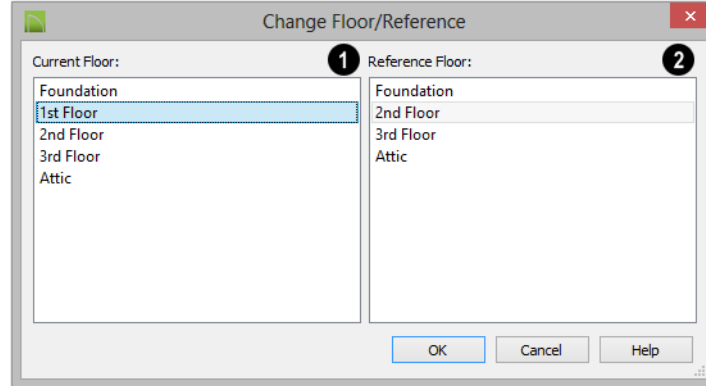 Change Floor/Reference
Current Floor: 1
Reference Floor: 2
Foundation
1st Floor
2nd Floor
3rd Floor
Attic
Foundation
2nd Floor
3rd Floor
Attic
OK Cancel Help